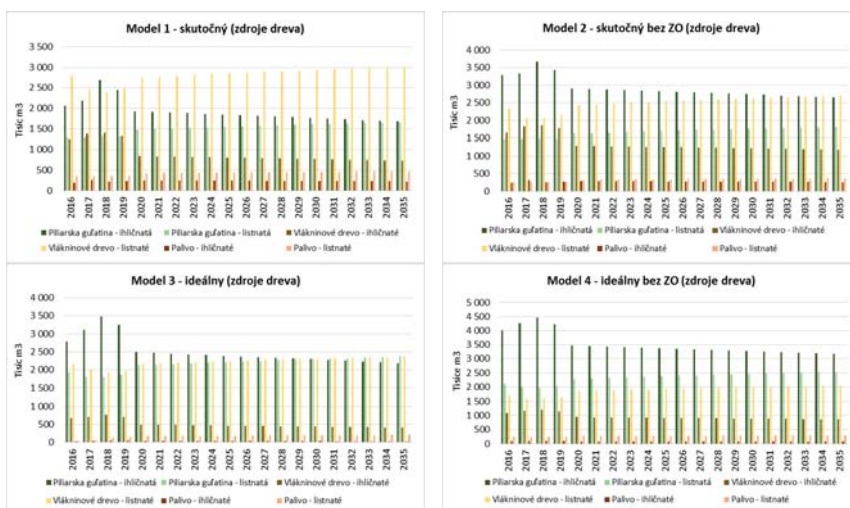 Model 1 - skutočný (zdroje dreva)
3 500
3 000
2 500
2 000
1 500
1 000
500
0
Tisíc m3
2016 2017 2018 2019 2020 2021 2022 2023 2024 2025 2026 2027 2028 2029 2030 2031 2032 2033 2034 2035
Piliarska guľatina - ihličnatá Piliarska guľatina - listnatá Vlákninové drevo - ihličnaté
Vlákninové drevo - listnaté Palivo - ihličnaté Palivo - listnaté
Model 2 - skutočný bez ZO (zdroje dreva)
4 000
3 500
3 000
2 500
2 000
1 500
1 000
500
0
Tisíc m3
2016 2017 2018 2019 2020 2021 2022 2023 2024 2025 2026 2027 2028 2029 2030 2031 2032 2033 2034 2035
Piliarska guľatina - ihličnatá Piliarska guľatina - listnatá Vlákninové drevo - ihličnaté
Vlákninové drevo - listnaté Palivo - ihličnaté Palivo - listnaté
Model 3 - ideálny (zdroje dreva)
4 000
3 500
3 000
2 500
2 000
1 500
1 000
500
0
Tisíc m3
2016 2017 2018 2019 2020 2021 2022 2023 2024 2025 2026 2027 2028 2029 2030 2031 2032 2033 2034 2035
Piliarska guľatina - ihličnatá Piliarska guľatina - listnatá Vlákninové drevo - ihličnaté
Vlákninové drevo - listnaté Palivo - ihličnaté Palivo - listnaté
Model 4 - ideálny bez ZO (zdroje dreva)
5 000
4 500
4 000
3 500
3 000
2 500
2 000
1 500
1 000
500
0
Tisíce m3
2016 2017 2018 2019 2020 2021 2022 2023 2024 2025 2026 2027 2028 2029 2030 2031 2032 2033 2034 2035
Piliarska guľatina - ihličnatá Piliarska guľatina - listnatá Vlákninové drevo - ihličnaté
Vlákninové drevo - listnaté Palivo - ihličnaté Palivo - listnaté